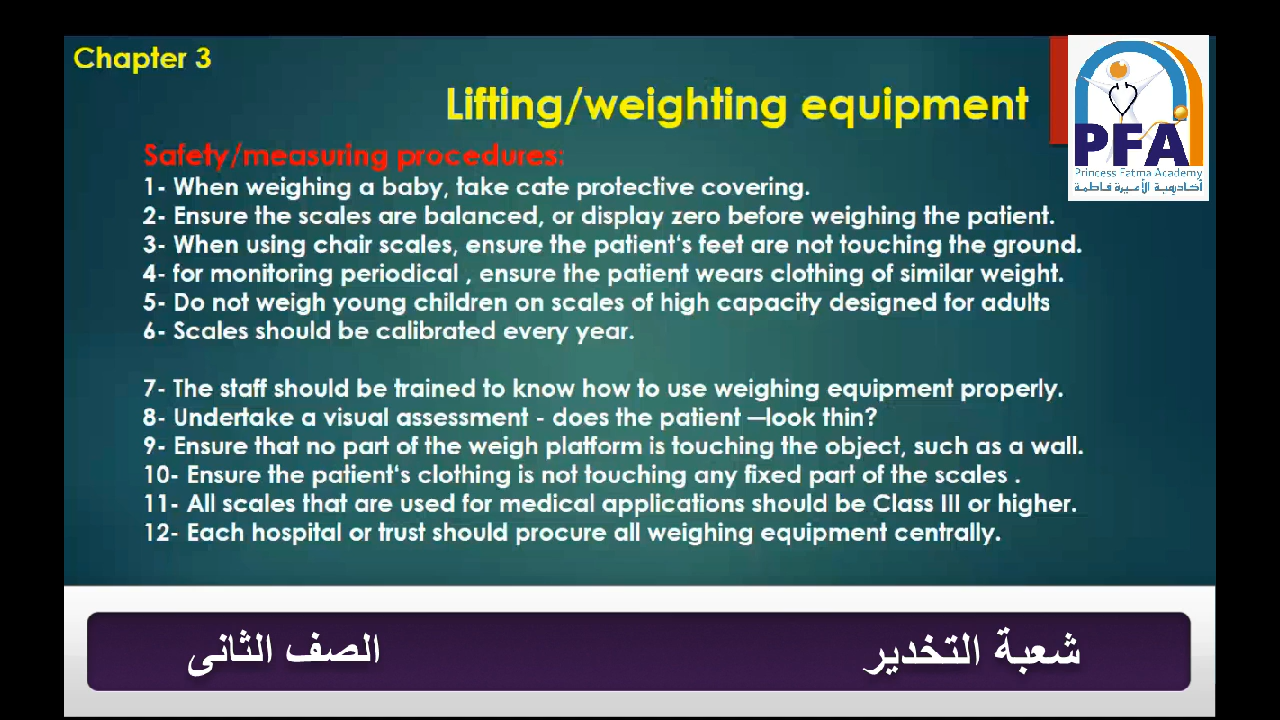 Chapter 3
Lifting/weighting equipment
PFA
Princess Fatma Academy
أكاديمية الأميرة فاطمة
Safety/measuring procedures:
1- When weighing a baby, take cate protective covering.
2- Ensure the scales are balanced, or display zero before weighing the patient.
3- When using chair scales, ensure the patient‘s feet are not touching the ground.
4- for monitoring periodical , ensure the patient wears clothing of similar weight.
5- Do not weigh young children on scales of high capacity designed for adults
6- Scales should be calibrated every year.
7- The staff should be trained to know how to use weighing equipment properly.
8- Undertake a visual assessment - does the patient —look thin?
9- Ensure that no part of the weigh platform is touching the object, such as a wall.
10- Ensure the patient‘s clothing is not touching any fixed part of the scales .
11- All scales that are used for medical applications should be Class III or higher.
12- Each hospital or trust should procure all weighing equipment centrally.
شعبة التخدير
الصف الثانى